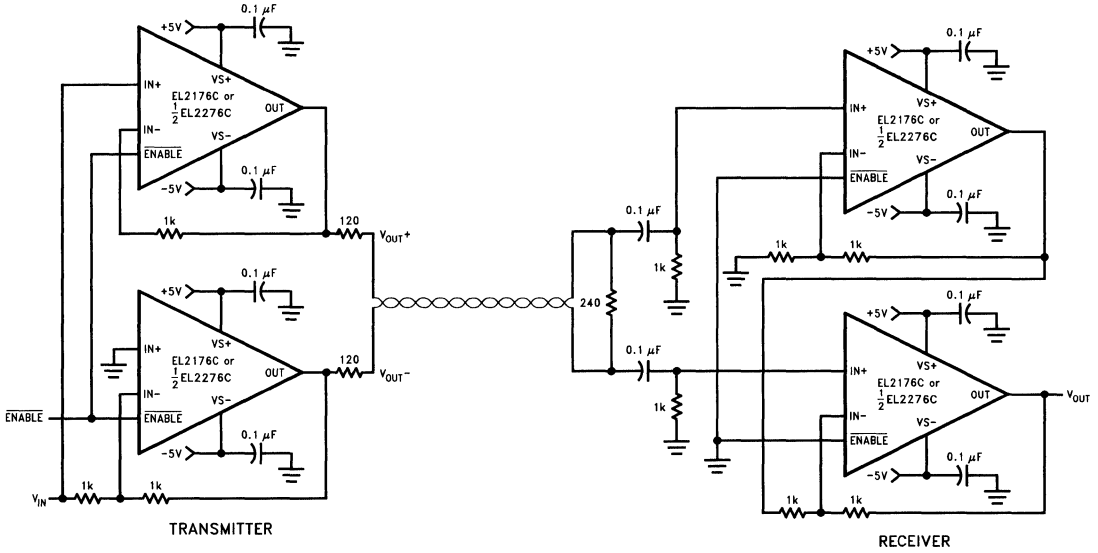 0.1 μF
+5V
VS+
IN+
EL2176C or
1/2 EL2276C
OUT
IN-
VS-
ENABLE
0.1 μF
-5V
1k
120
VOUT+
0.1 μF
+5V
VS+
IN+
EL2176C or
1/2 EL2276C
120
OUT
VOUT-
IN-
VS-
ENABLE
ENABLE
0.1 μF
-5V
VIN
1k
1k
TRANSMITTER
240
0.1 μF
1k
0.1 μF
1k
0.1 μF
+5V
VS+
IN+
EL2176C or
1/2 EL2276C
OUT
IN-
VS-
ENABLE
0.1 μF
-5V
1k
1k
0.1 μF
+5V
VS+
IN+
EL2176C or
1/2 EL2276C
OUT
VOUT
IN-
VS-
ENABLE
0.1 μF
-5V
1k
1k
RECEIVER